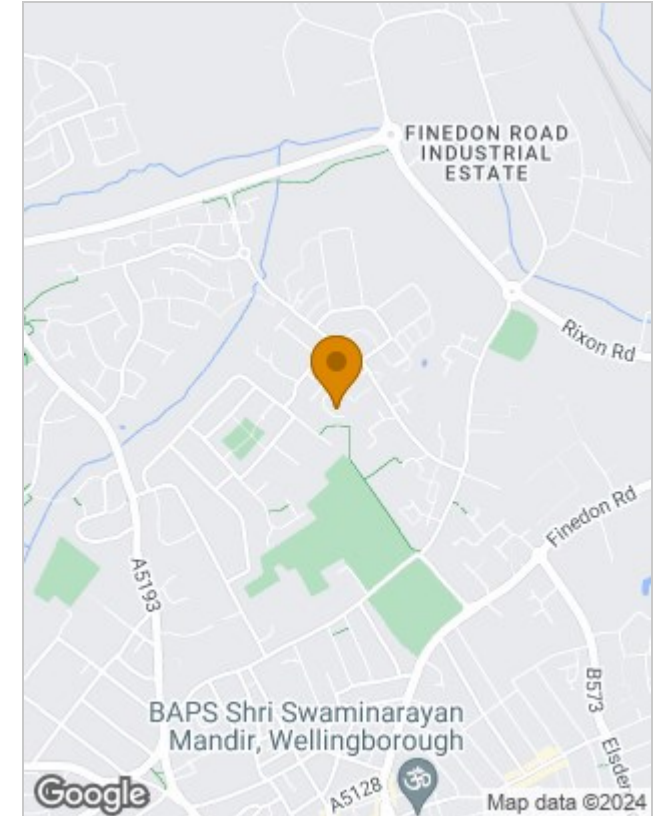 FINEDON ROAD
INDUSTRIAL
ESTATE
Rixon Rd
Finedon Rd
A5193
B573
BAPS Shri Swaminarayan
Mandir, Wellingborough
ॐ
A5128
Elsden
Google
Map data ©2024